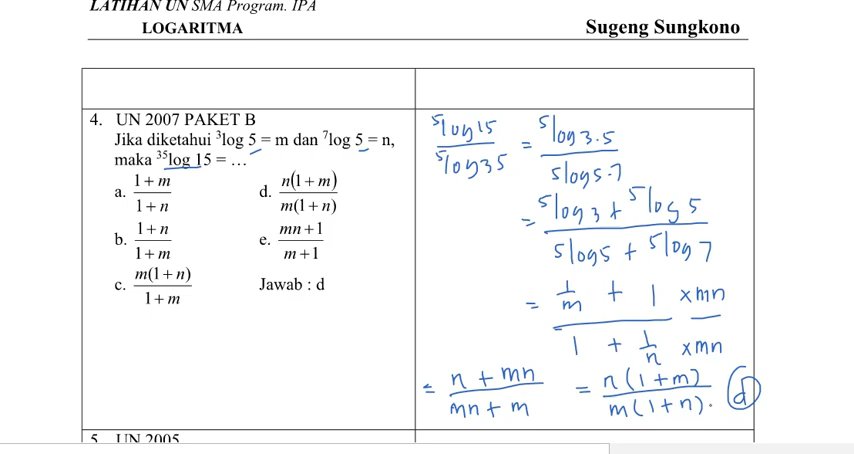 LATIHAN UN SMA Program. IPA
LOGARITMA
Sugeng Sungkono
4. UN 2007 PAKET B
Jika diketahui ³log 5 = m dan ⁷log 5 = n,
maka ³⁵log 15 = …
a. (1 + m)/(1 + n)
d. n(1 + m)/m(1 + n)
b. (1 + n)/(1 + m)
e. (mn + 1)/(m + 1)
c. m(1 + n)/(1 + m)
Jawab : d
⁵log 15/⁵log 35 = ⁵log 3.5/⁵log 5.7
= (⁵log 3 + ⁵log 5)/(⁵log 5 + ⁵log 7)
= (1/m + 1)/(1 + 1/n) × mn/× mn
= (n + mn)/(mn + m) = n(1 + m)/m(1 + n). d
5 UN 2005